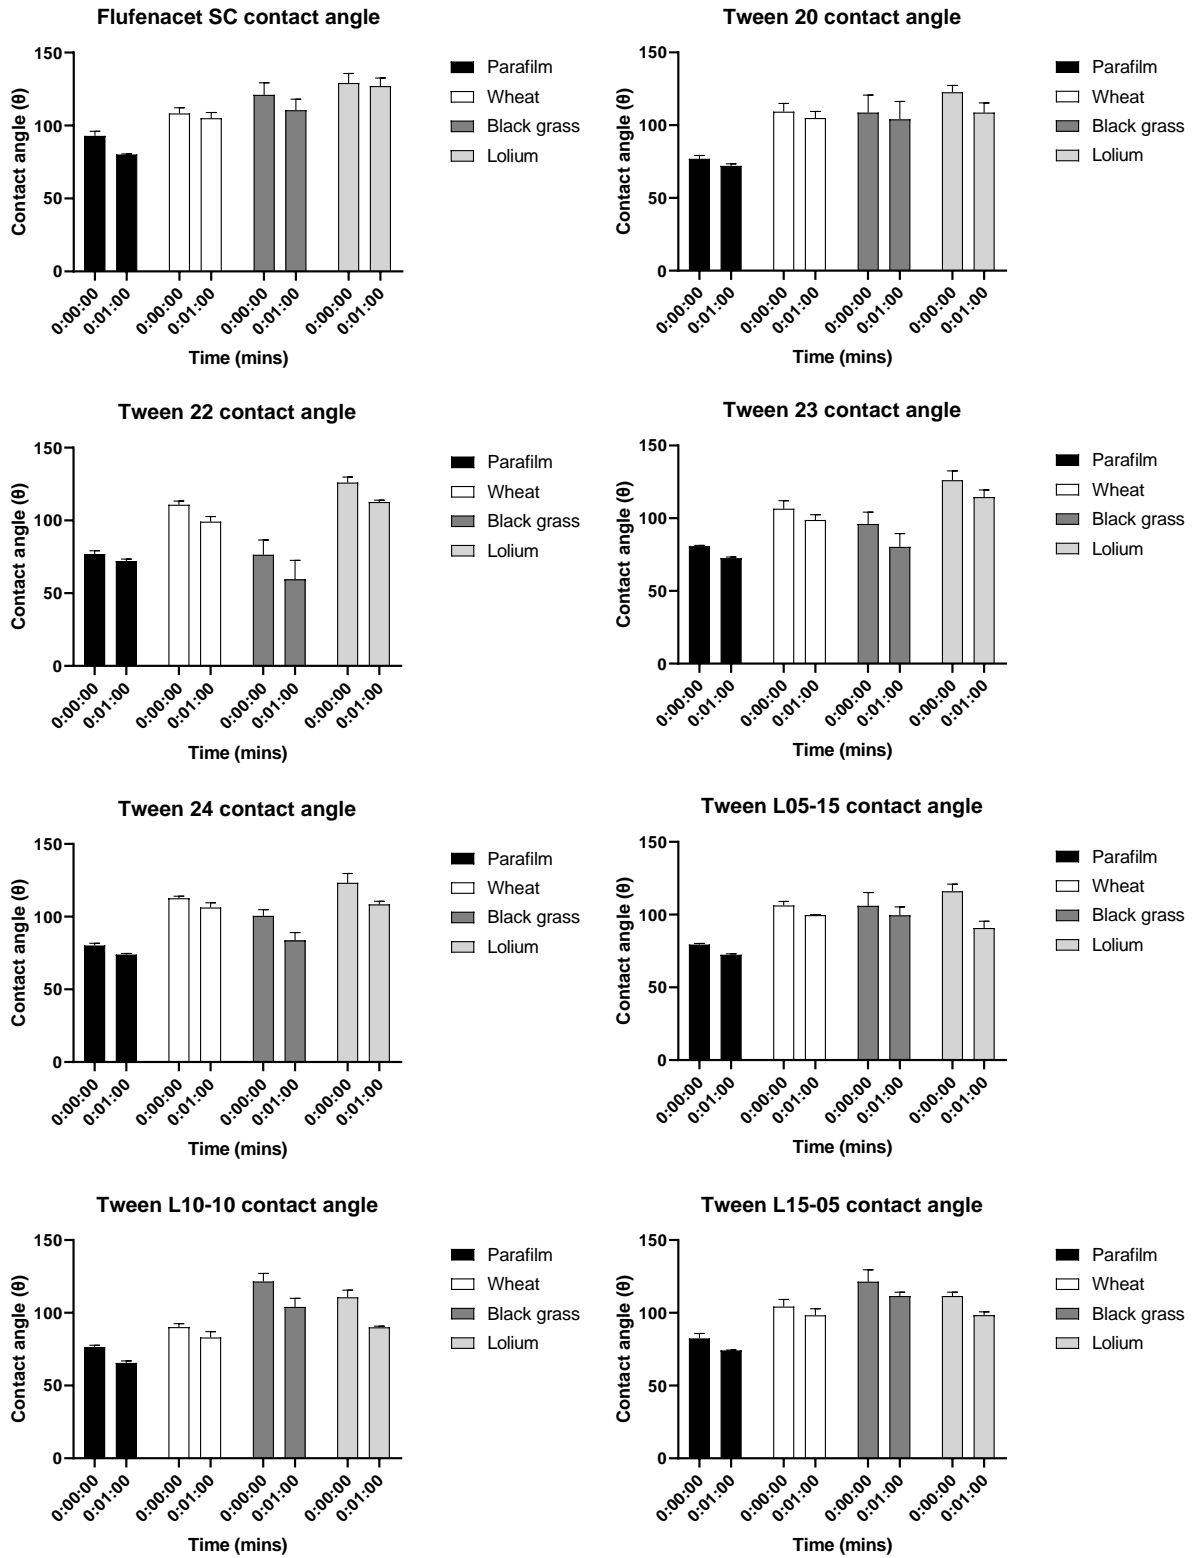 Flufenacet SC contact angle
150
100
50
0
Contact angle (θ)
0:00:00
0:01:00
0:00:00
0:01:00
0:00:00
0:01:00
0:00:00
0:01:00
Time (mins)
Parafilm
Wheat
Black grass
Lolium
Tween 20 contact angle
150
100
50
0
Contact angle (θ)
0:00:00
0:01:00
0:00:00
0:01:00
0:00:00
0:01:00
0:00:00
0:01:00
Time (mins)
Parafilm
Wheat
Black grass
Lolium
Tween 22 contact angle
150
100
50
0
Contact angle (θ)
0:00:00
0:01:00
0:00:00
0:01:00
0:00:00
0:01:00
0:00:00
0:01:00
Time (mins)
Parafilm
Wheat
Black grass
Lolium
Tween 23 contact angle
150
100
50
0
Contact angle (θ)
0:00:00
0:01:00
0:00:00
0:01:00
0:00:00
0:01:00
0:00:00
0:01:00
Time (mins)
Parafilm
Wheat
Black grass
Lolium
Tween 24 contact angle
150
100
50
0
Contact angle (θ)
0:00:00
0:01:00
0:00:00
0:01:00
0:00:00
0:01:00
0:00:00
0:01:00
Time (mins)
Parafilm
Wheat
Black grass
Lolium
Tween L05-15 contact angle
150
100
50
0
Contact angle (θ)
0:00:00
0:01:00
0:00:00
0:01:00
0:00:00
0:01:00
0:00:00
0:01:00
Time (mins)
Parafilm
Wheat
Black grass
Lolium
Tween L10-10 contact angle
150
100
50
0
Contact angle (θ)
0:00:00
0:01:00
0:00:00
0:01:00
0:00:00
0:01:00
0:00:00
0:01:00
Time (mins)
Parafilm
Wheat
Black grass
Lolium
Tween L15-05 contact angle
150
100
50
0
Contact angle (θ)
0:00:00
0:01:00
0:00:00
0:01:00
0:00:00
0:01:00
0:00:00
0:01:00
Time (mins)
Parafilm
Wheat
Black grass
Lolium